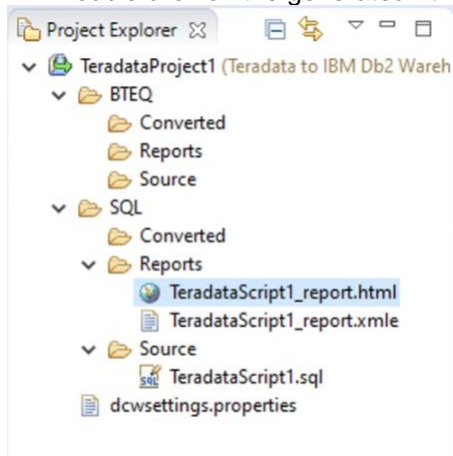 Project Explorer
TeradataProject1 (Teradata to IBM Db2 Wareh
BTEQ
Converted
Reports
Source
SQL
Converted
Reports
TeradataScript1_report.html
TeradataScript1_report.xmle
Source
TeradataScript1.sql
dcwsettings.properties